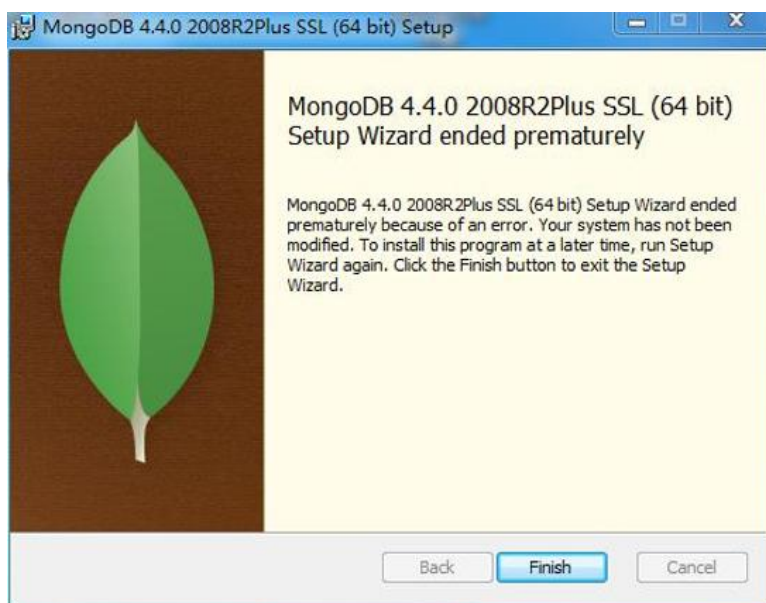 MongoDB 4.4.0 2008R2Plus SSL (64 bit) Setup
MongoDB 4.4.0 2008R2Plus SSL (64 bit)
Setup Wizard ended prematurely
MongoDB 4.4.0 2008R2Plus SSL (64 bit) Setup Wizard ended
prematurely because of an error. Your system has not been
modified. To install this program at a later time, run Setup
Wizard again. Click the Finish button to exit the Setup
Wizard.
Back
Finish
Cancel